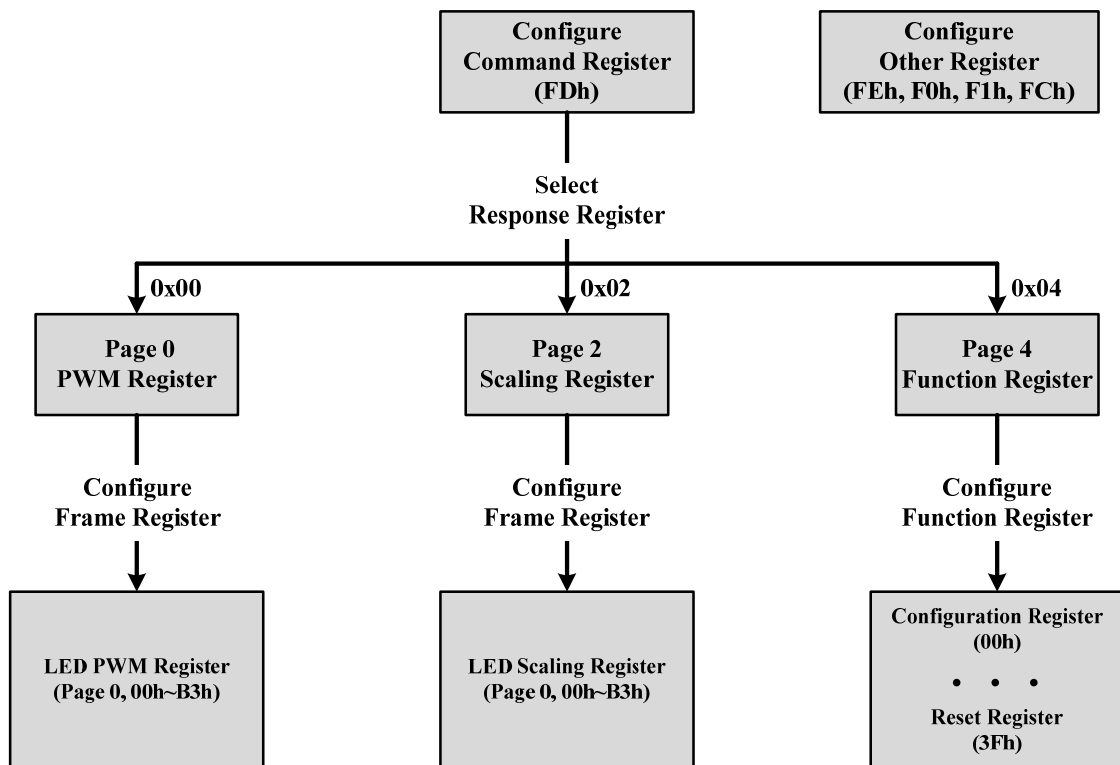 Configure
Command Register
(FDh)
Configure
Other Register
(FEh, F0h, F1h, FCh)
Select
Response Register
0x00
0x02
0x04
Page 0
PWM Register
Page 2
Scaling Register
Page 4
Function Register
Configure
Frame Register
Configure
Frame Register
Configure
Function Register
LED PWM Register
(Page 0, 00h~B3h)
LED Scaling Register
(Page 0, 00h~B3h)
Configuration Register
(00h)
• • •
Reset Register
(3Fh)